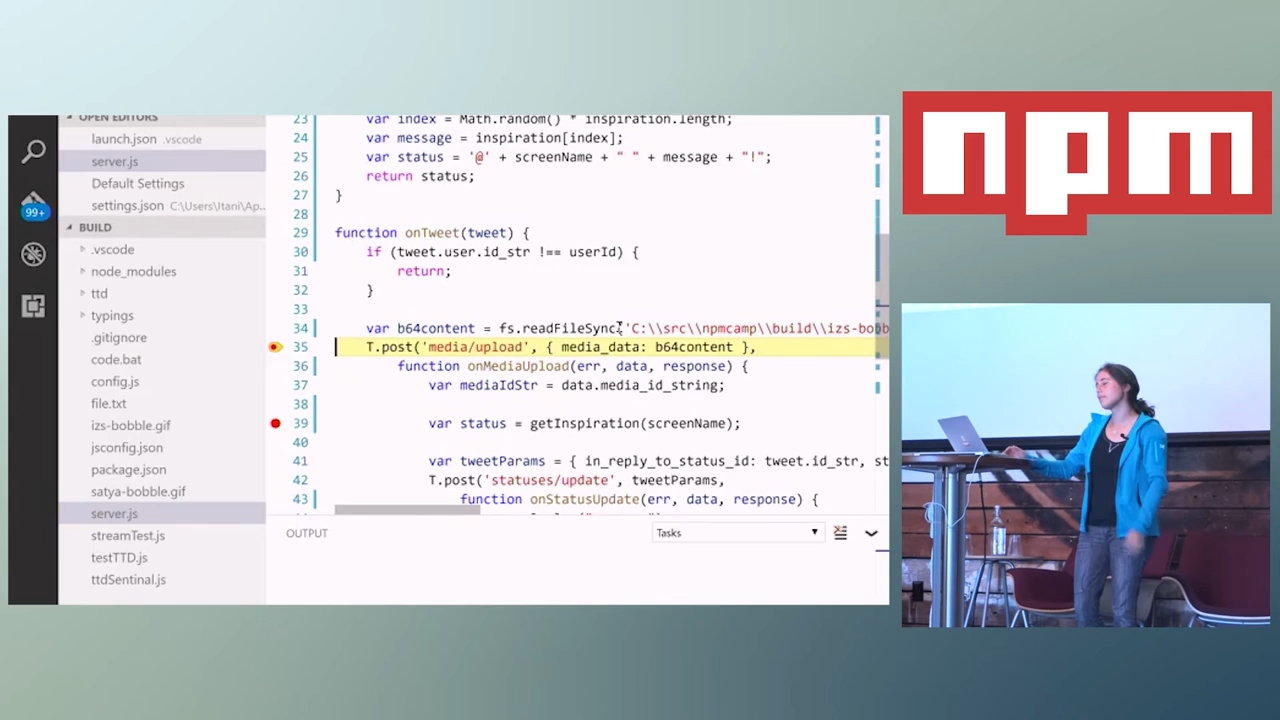 OPEN EDITORS
launch.json .vscode
server.js
Default Settings
settings.json C:\Users\Itani\Ap...
BUILD
.vscode
node_modules
ttd
typings
.gitignore
code.bat
config.js
file.txt
izs-bobble.gif
jsconfig.json
package.json
satya-bobble.gif
server.js
streamTest.js
testTTD.js
ttdSentinal.js
99+
23 var index = Math.random() * inspiration.length;
24 var message = inspiration[index];
25 var status = '@' + screenName + " " + message + "!";
26 return status;
27 }
28
29 function onTweet(tweet) {
30 if (tweet.user.id_str !== userId) {
31 return;
32 }
33
34 var b64content = fs.readFileSync('C:\\src\\npmcamp\\build\\izs-bobb
35 T.post('media/upload', { media_data: b64content },
36 function onMediaUpload(err, data, response) {
37 var mediaIdStr = data.media_id_string;
38
39 var status = getInspiration(screenName);
40
41 var tweetParams = { in_reply_to_status_id: tweet.id_str, st
42 T.post('statuses/update', tweetParams,
43 function onStatusUpdate(err, data, response) {
OUTPUT
Tasks
npm